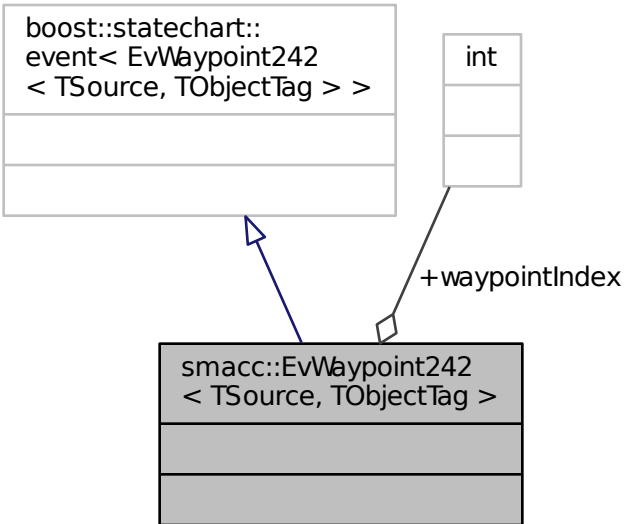 boost::statechart::
event< EvWaypoint242
< TSource, TObjectTag > >
int
+waypointIndex
smacc::EvWaypoint242
< TSource, TObjectTag >